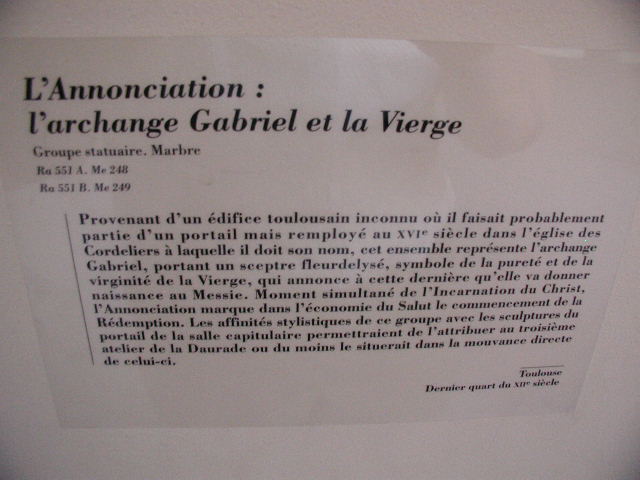 L'Annonciation :
l'archange Gabriel et la Vierge
Groupe statuaire. Marbre
Ra 551 A. Me 248
Ra 551 B. Me 249
Provenant d'un édifice toulousain inconnu où il faisait probablement
partie d'un portail mais remployé au XVIe siècle dans l'église des
Cordeliers à laquelle il doit son nom, cet ensemble représente l'archange
Gabriel, portant un sceptre fleurdelysé, symbole de la pureté et de la
virginité de la Vierge, qui annonce à cette dernière qu'elle va donner
naissance au Messie. Moment simultané de l'Incarnation du Christ,
l'Annonciation marque dans l'économie du Salut le commencement de la
Rédemption. Les affinités stylistiques de ce groupe avec les sculptures du
portail de la salle capitulaire permettraient de l'attribuer au troisième
atelier de la Daurade ou du moins le situerait dans la mouvance directe
de celui-ci.
Toulouse
Dernier quart du XIIe siècle